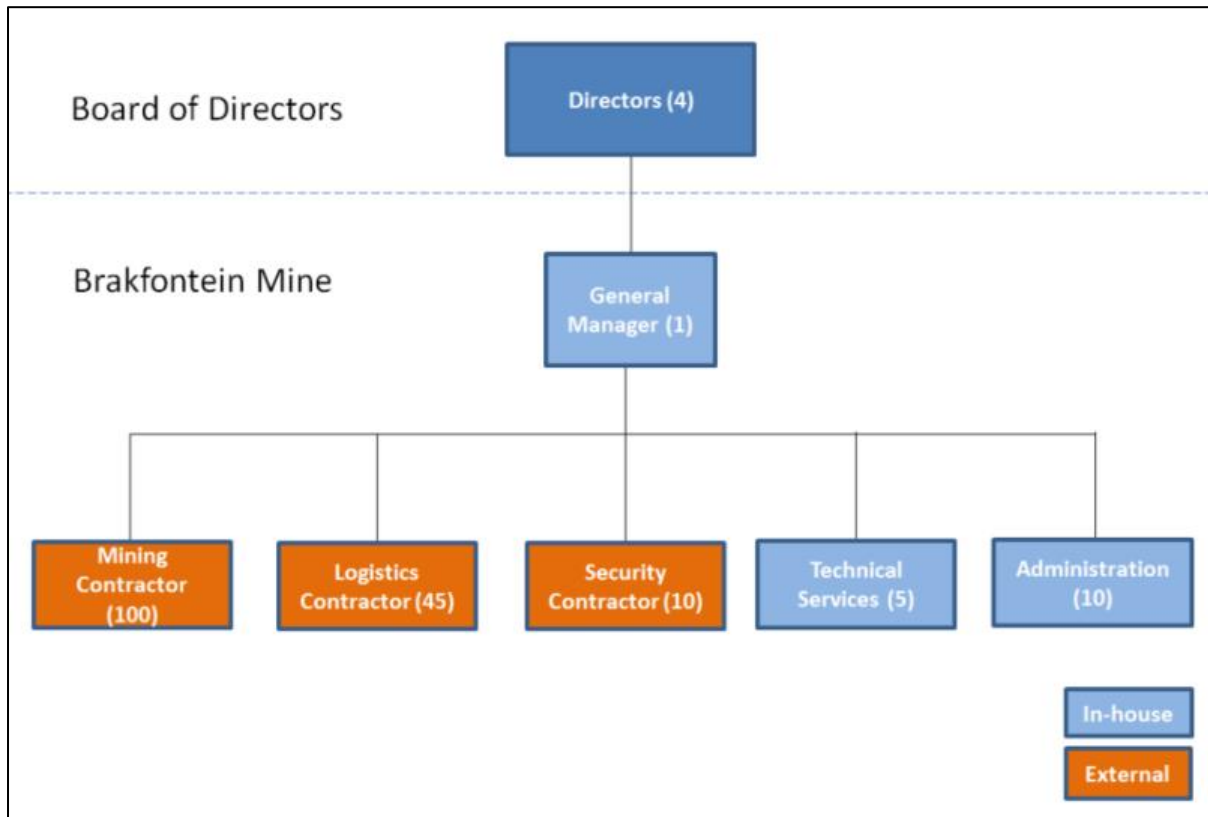 Board of Directors
Directors (4)
Brakfontein Mine
General
Manager (1)
Mining
Contractor
(100)
Logistics
Contractor (45)
Security
Contractor (10)
Technical
Services (5)
Administration
(10)
In-house
External